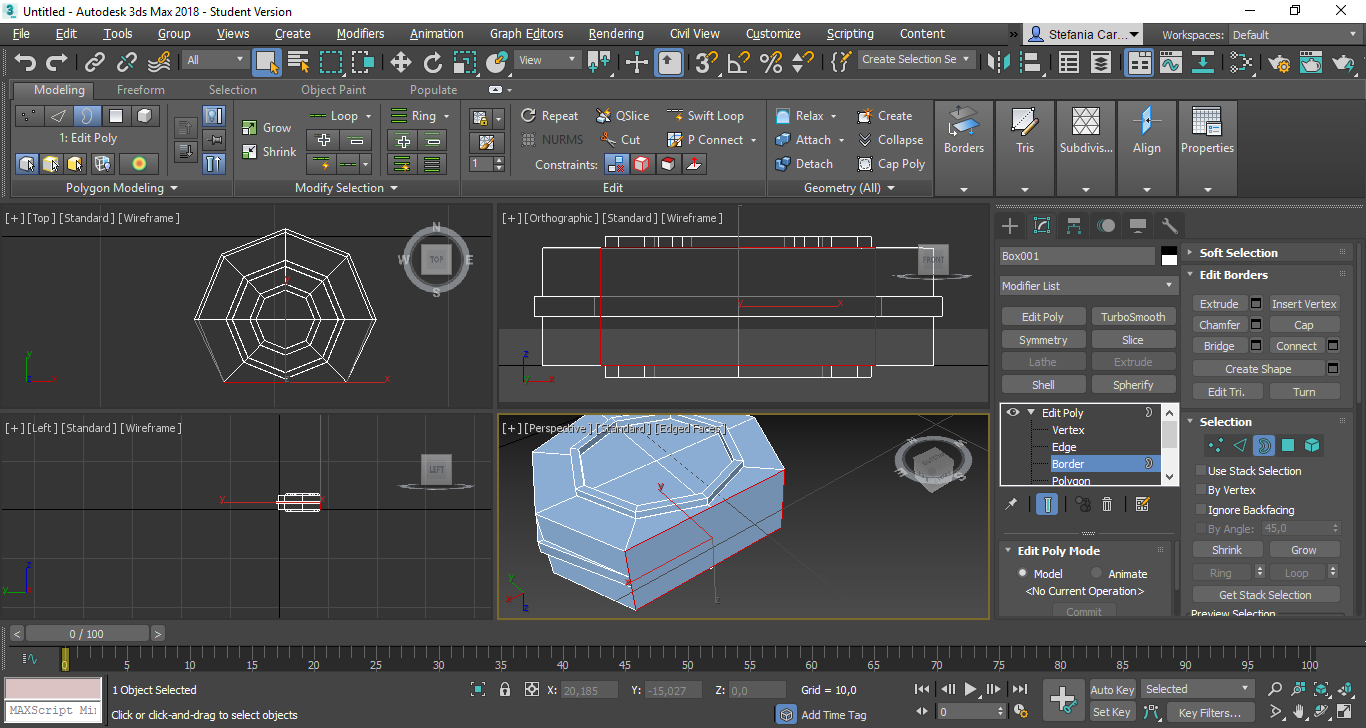 3 Untitled - Autodesk 3ds Max 2018 - Student Version
File Edit Tools Group Views Create Modifiers Animation Graph Editors Rendering Civil View Customize Scripting Content » Stefania Car... Workspaces: Default
All View Create Selection Se
Modeling Freeform Selection Object Paint Populate
Loop Ring Repeat QSlice Swift Loop Relax Create
1: Edit Poly Grow NURMS Cut P Connect Attach Collapse Borders Tris Subdivis... Align Properties
Shrink 1 Constraints: Detach Cap Poly
Polygon Modeling Modify Selection Edit Geometry (All)
[+] [Top] [Standard] [Wireframe]
N
W TOP E
S
y
z x
x
[+] [Orthographic] [Standard] [Wireframe]
FRONT
y x
z
y x
[+] [Left] [Standard] [Wireframe]
LEFT
y x
z
y
[+] [Perspective] [Standard] [Edged Faces]
y
x
z
y
x
z
Box001
Modifier List
Edit Poly TurboSmooth
Symmetry Slice
Lathe Extrude
Shell Spherify
Edit Poly
Vertex
Edge
Border
Polygon
Edit Poly Mode
Model Animate
<No Current Operation>
Commit
Soft Selection
Edit Borders
Extrude Insert Vertex
Chamfer Cap
Bridge Connect
Create Shape
Edit Tri. Turn
Selection
Use Stack Selection
By Vertex
Ignore Backfacing
By Angle: 45,0
Shrink Grow
Ring Loop
Get Stack Selection
Preview Selection
< 0 / 100 >
0 5 10 15 20 25 30 35 40 45 50 55 60 65 70 75 80 85 90 95 100
1 Object Selected X: 20,185 Y: -15,027 Z: 0,0 Grid = 10,0 Auto Key Selected
MAXScript Mi Click or click-and-drag to select objects Add Time Tag 0 Set Key Key Filters...